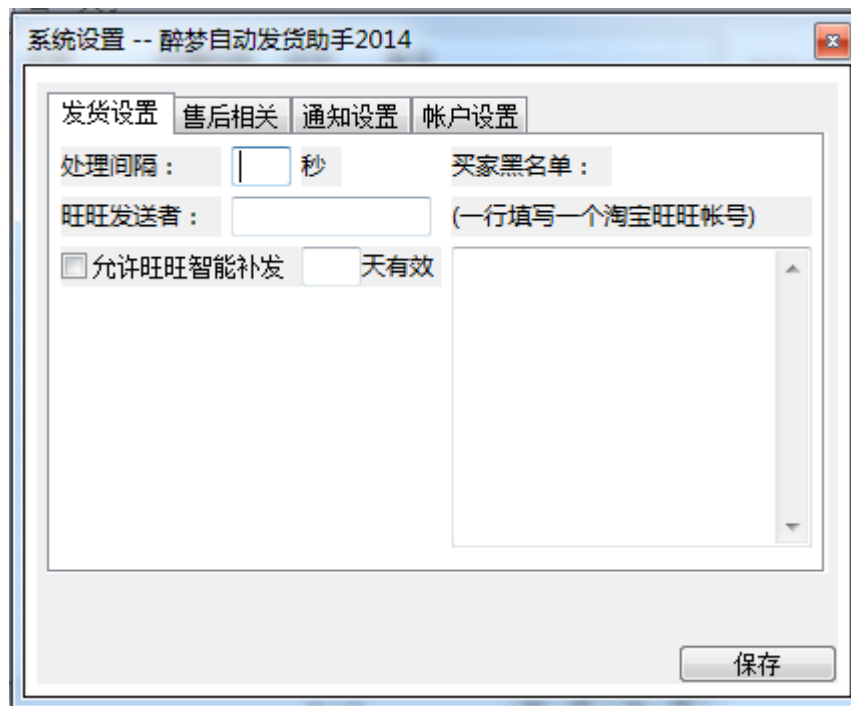 系统设置 -- 醉梦自动发货助手2014
发货设置 售后相关 通知设置 帐户设置
处理间隔： 秒 买家黑名单：
旺旺发送者： (一行填写一个淘宝旺旺帐号)
允许旺旺智能补发 天有效
保存